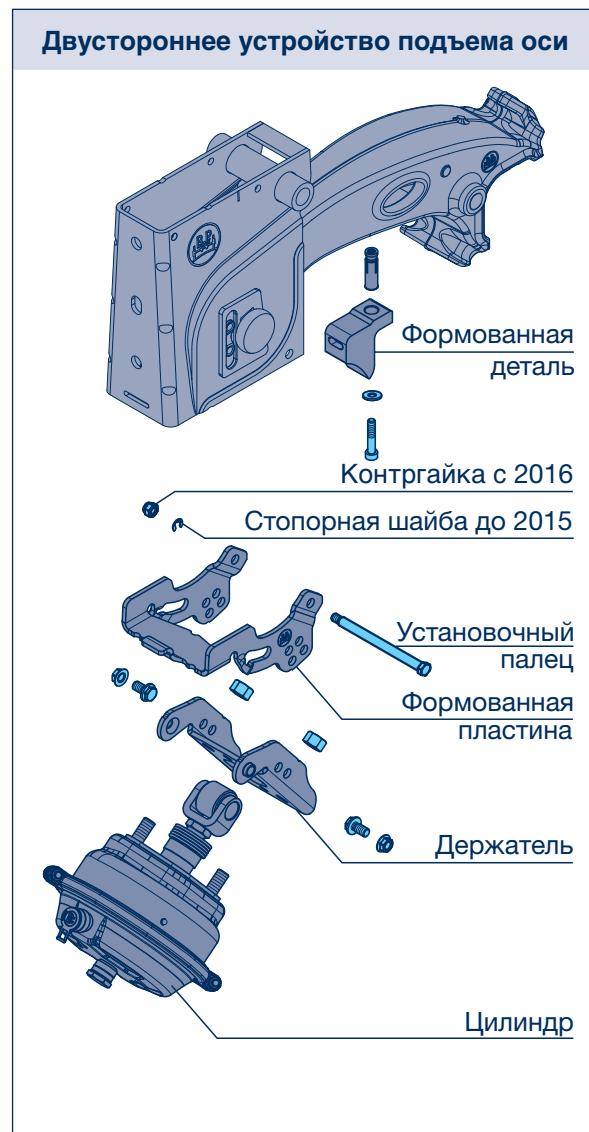 Двустороннее устройство подъема оси
Формованная
деталь
Контргайка с 2016
Стопорная шайба до 2015
Установочный
палец
Формованная
пластина
Держатель
Цилиндр